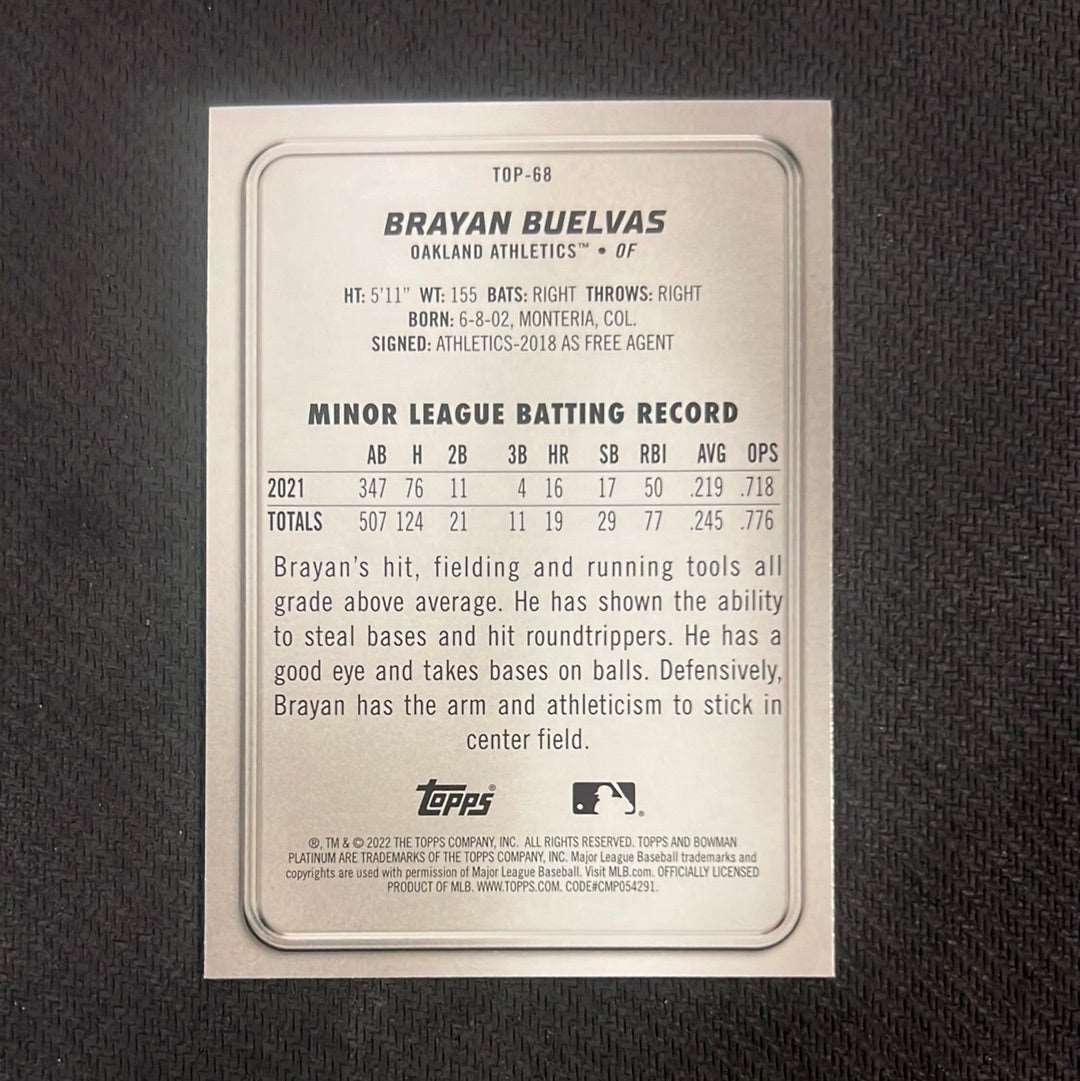 TOP-68
BRAYAN BUELVAS
OAKLAND ATHLETICS™ • OF
HT: 5'11" WT: 155 BATS: RIGHT THROWS: RIGHT
BORN: 6-8-02, MONTERIA, COL.
SIGNED: ATHLETICS-2018 AS FREE AGENT
MINOR LEAGUE BATTING RECORD
AB H 2B 3B HR SB RBI AVG OPS
2021 347 76 11 4 16 17 50 .219 .718
TOTALS 507 124 21 11 19 29 77 .245 .776
Brayan's hit, fielding and running tools all
grade above average. He has shown the ability
to steal bases and hit roundtrippers. He has a
good eye and takes bases on balls. Defensively,
Brayan has the arm and athleticism to stick in
center field.
Topps®
®, TM & © 2022 THE TOPPS COMPANY, INC. ALL RIGHTS RESERVED. TOPPS AND BOWMAN
PLATINUM ARE TRADEMARKS OF THE TOPPS COMPANY, INC. Major League Baseball trademarks and
copyrights are used with permission of Major League Baseball. Visit MLB.com. OFFICIALLY LICENSED
PRODUCT OF MLB. WWW.TOPPS.COM. CODE#CMP054291.